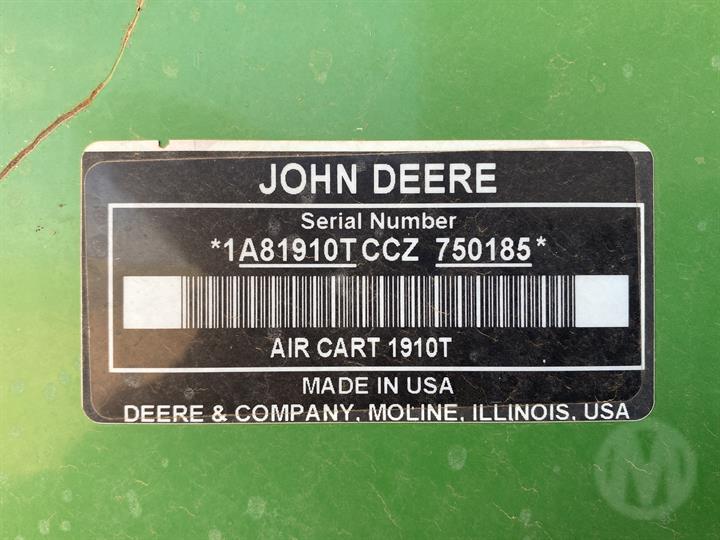 JOHN DEERE
Serial Number
*1A81910TCCZ 750185*
AIR CART 1910T
MADE IN USA
DEERE & COMPANY, MOLINE, ILLINOIS, USA
M